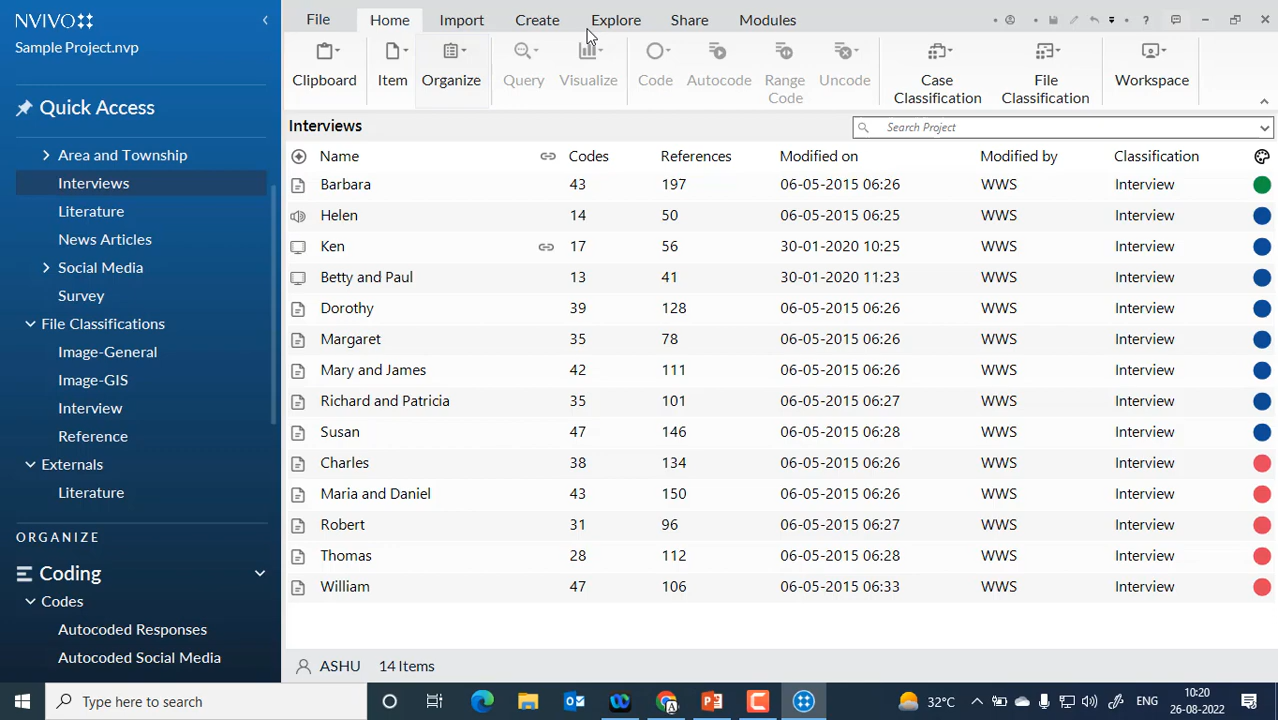 NVIVO
Sample Project.nvp
Quick Access
Area and Township
Interviews
Literature
News Articles
Social Media
Survey
File Classifications
Image-General
Image-GIS
Interview
Reference
Externals
Literature
ORGANIZE
Coding
Codes
Autocoded Responses
Autocoded Social Media
File Home Import Create Explore Share Modules
Clipboard Item Organize Query Visualize Code Autocode Range Code Uncode Case Classification File Classification Workspace
Interviews Search Project
Name Codes References Modified on Modified by Classification
Barbara 43 197 06-05-2015 06:26 WWS Interview
Helen 14 50 06-05-2015 06:25 WWS Interview
Ken 17 56 30-01-2020 10:25 WWS Interview
Betty and Paul 13 41 30-01-2020 11:23 WWS Interview
Dorothy 39 128 06-05-2015 06:26 WWS Interview
Margaret 35 78 06-05-2015 06:26 WWS Interview
Mary and James 42 111 06-05-2015 06:26 WWS Interview
Richard and Patricia 35 101 06-05-2015 06:27 WWS Interview
Susan 47 146 06-05-2015 06:28 WWS Interview
Charles 38 134 06-05-2015 06:26 WWS Interview
Maria and Daniel 43 150 06-05-2015 06:26 WWS Interview
Robert 31 96 06-05-2015 06:27 WWS Interview
Thomas 28 112 06-05-2015 06:28 WWS Interview
William 47 106 06-05-2015 06:33 WWS Interview
ASHU 14 Items
Type here to search 32°C ENG 10:20
26-08-2022